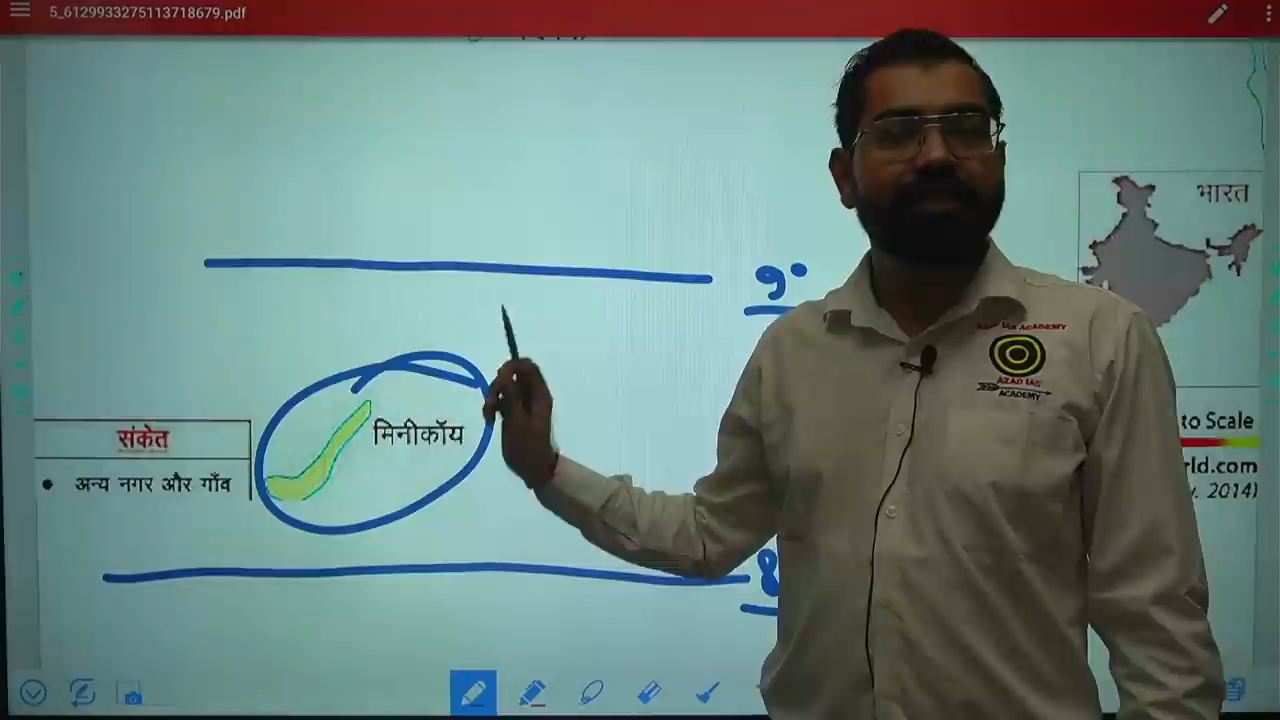 5_6129933275113718679.pdf
भारत
9°
मिनीकॉय
संकेत
• अन्य नगर और गाँव
to Scale
rld.com
2014)
8
AZAD IAS
ACADEMY